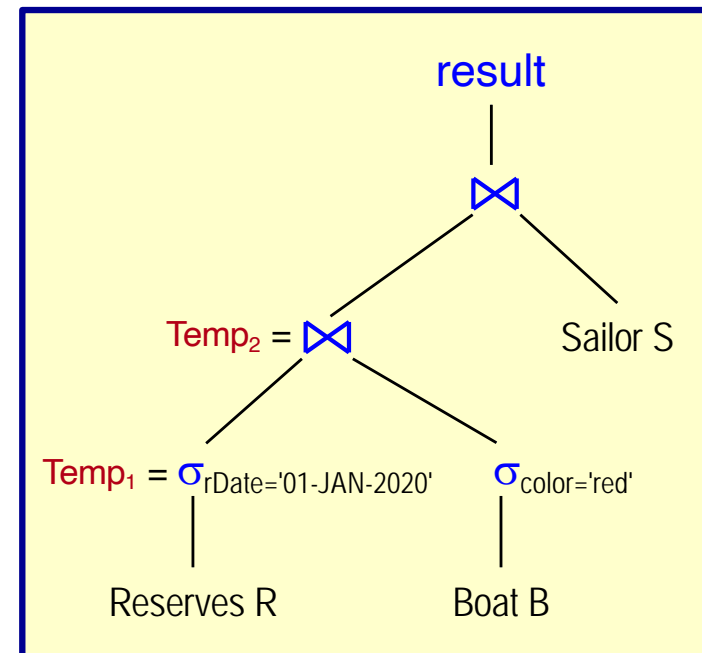 result
⋈
Temp₂ = ⋈ Sailor S
Temp₁ = σrDate='01-JAN-2020' σcolor='red'
Reserves R Boat B